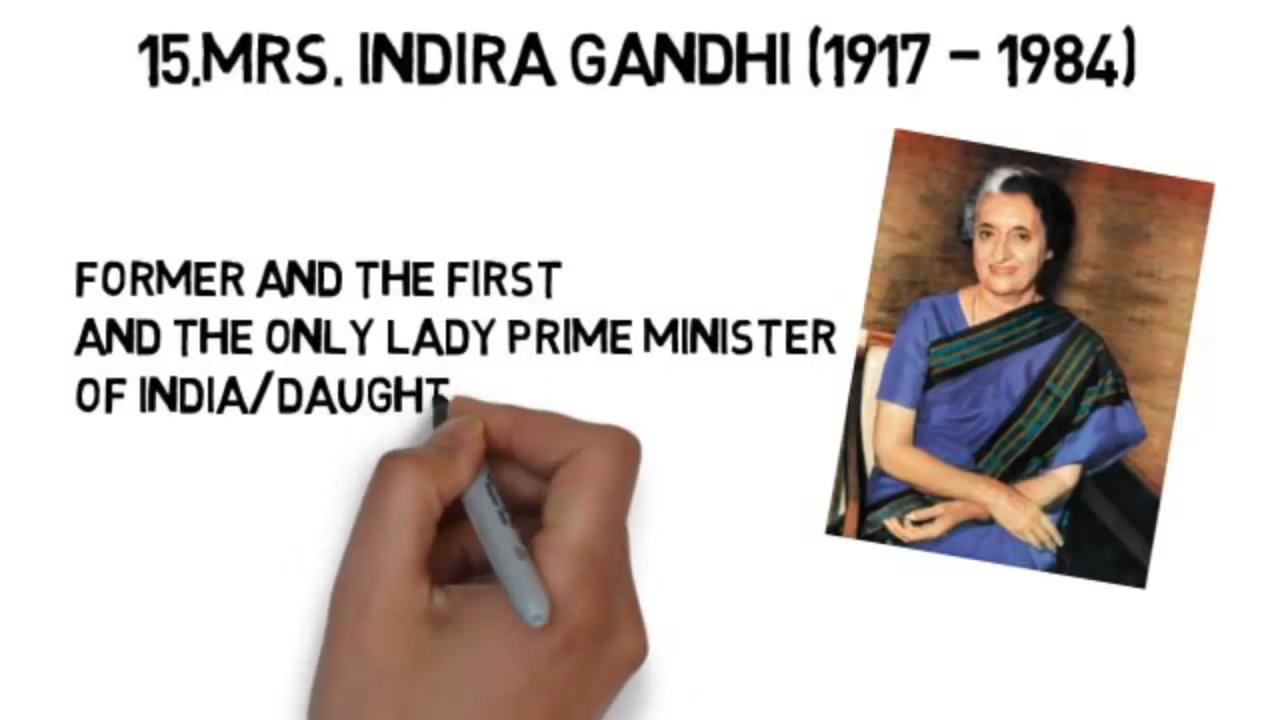 15.MRS. INDIRA GANDHI (1917 - 1984)
FORMER AND THE FIRST
AND THE ONLY LADY PRIME MINISTER
OF INDIA/DAUGHT